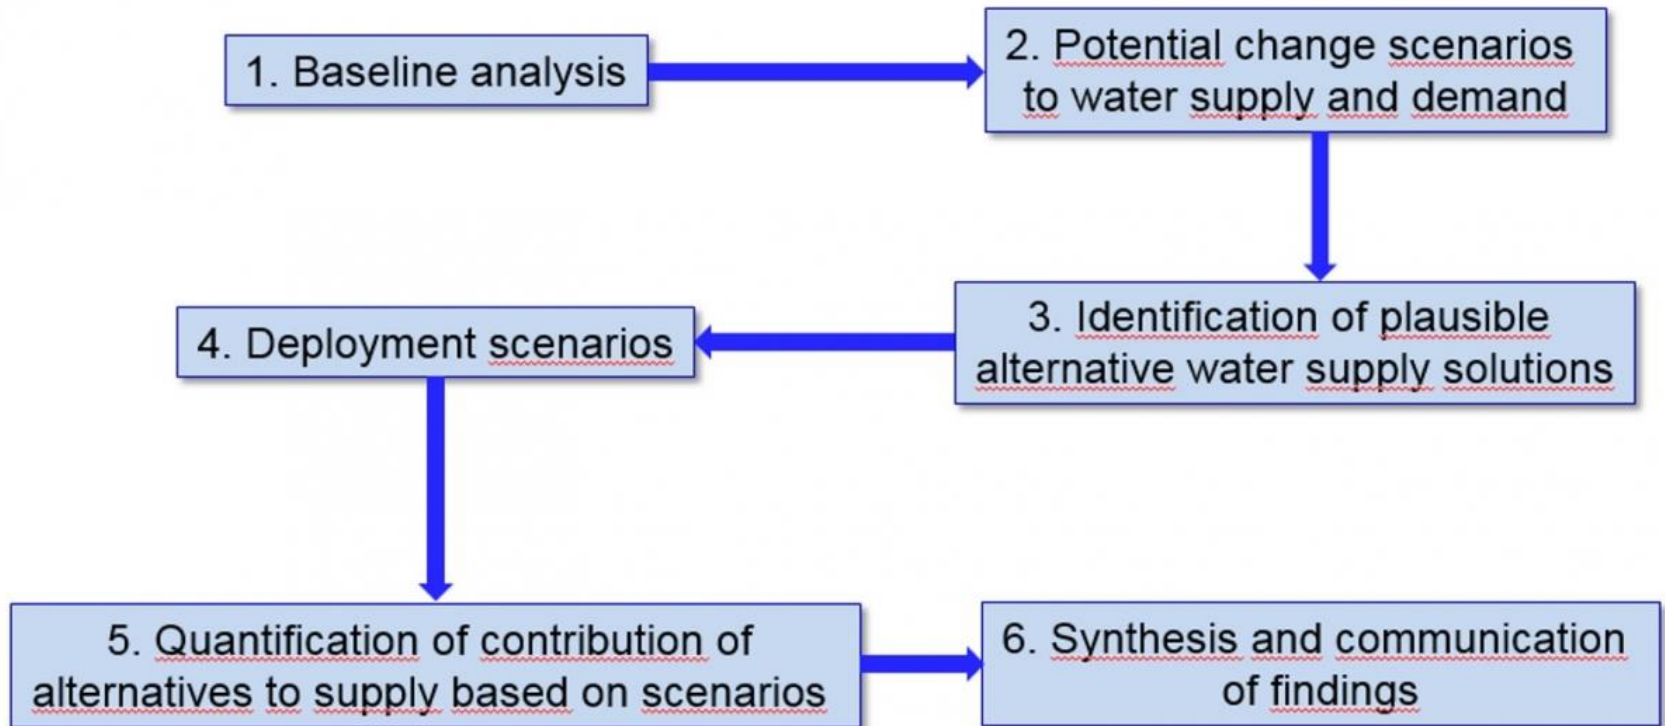 1. Baseline analysis
2. Potential change scenarios
to water supply and demand
3. Identification of plausible
alternative water supply solutions
4. Deployment scenarios
5. Quantification of contribution of
alternatives to supply based on scenarios
6. Synthesis and communication
of findings